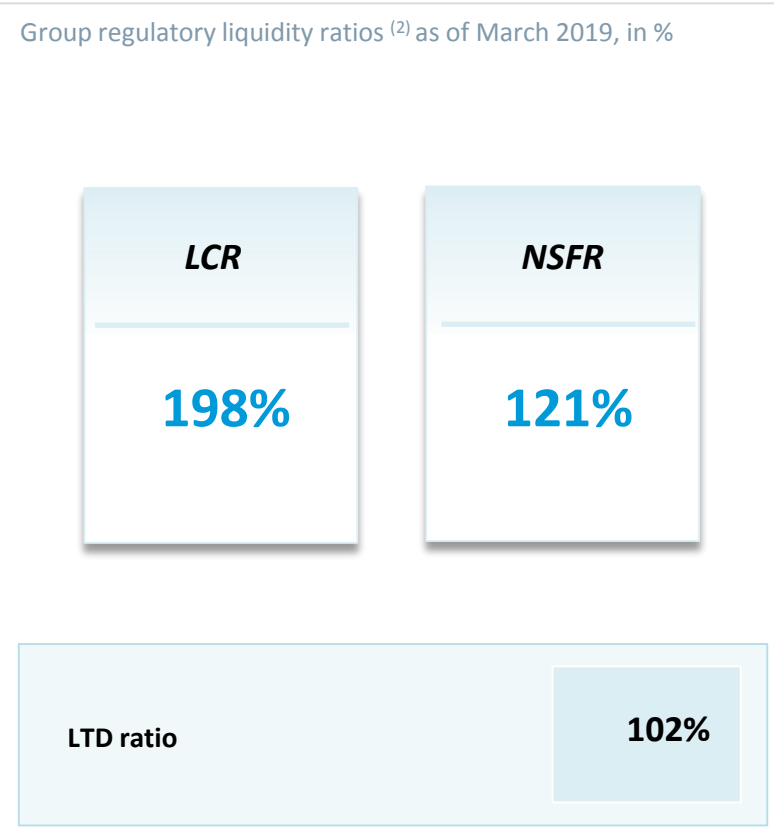 Group regulatory liquidity ratios (2) as of March 2019, in %
LCR
NSFR
198%
121%
LTD ratio
102%